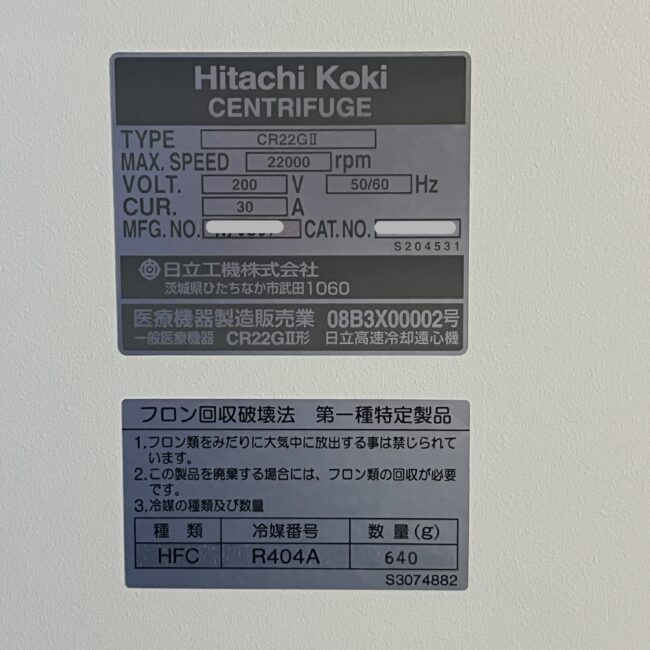 Hitachi Koki
CENTRIFUGE
TYPE CR22GⅡ
MAX. SPEED 22000 rpm
VOLT. 200 V 50/60 Hz
CUR. 30 A
MFG. NO. CAT. NO.
S204531
日立工機株式会社
茨城県ひたちなか市武田1060
医療機器製造販売業 08B3X00002号
一般医療機器 CR22GⅡ形 日立高速冷却遠心機
フロン回収破壊法 第一種特定製品
1.フロン類をみだりに大気中に放出する事は禁じられて
います。
2.この製品を廃棄する場合には、フロン類の回収が必要
です。
3.冷媒の種類及び数量
種 類 冷媒番号 数 量(g)
HFC R404A 640
S3074882